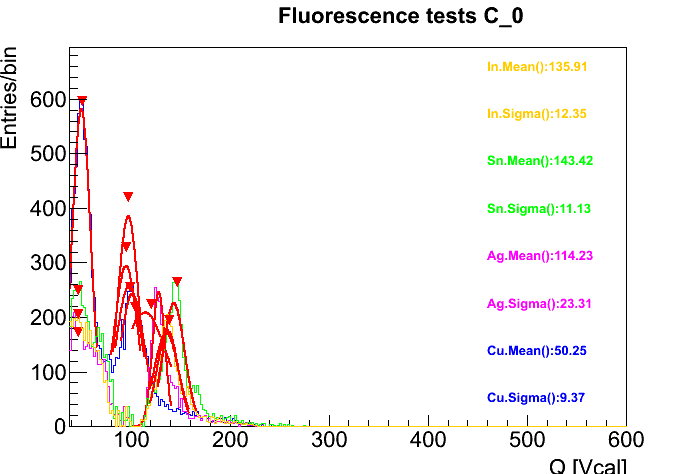 Fluorescence tests C_0
Entries/bin
600
500
400
300
200
100
0
In.Mean():135.91
In.Sigma():12.35
Sn.Mean():143.42
Sn.Sigma():11.13
Ag.Mean():114.23
Ag.Sigma():23.31
Cu.Mean():50.25
Cu.Sigma():9.37
100 200 300 400 500 600
Q [Vcal]